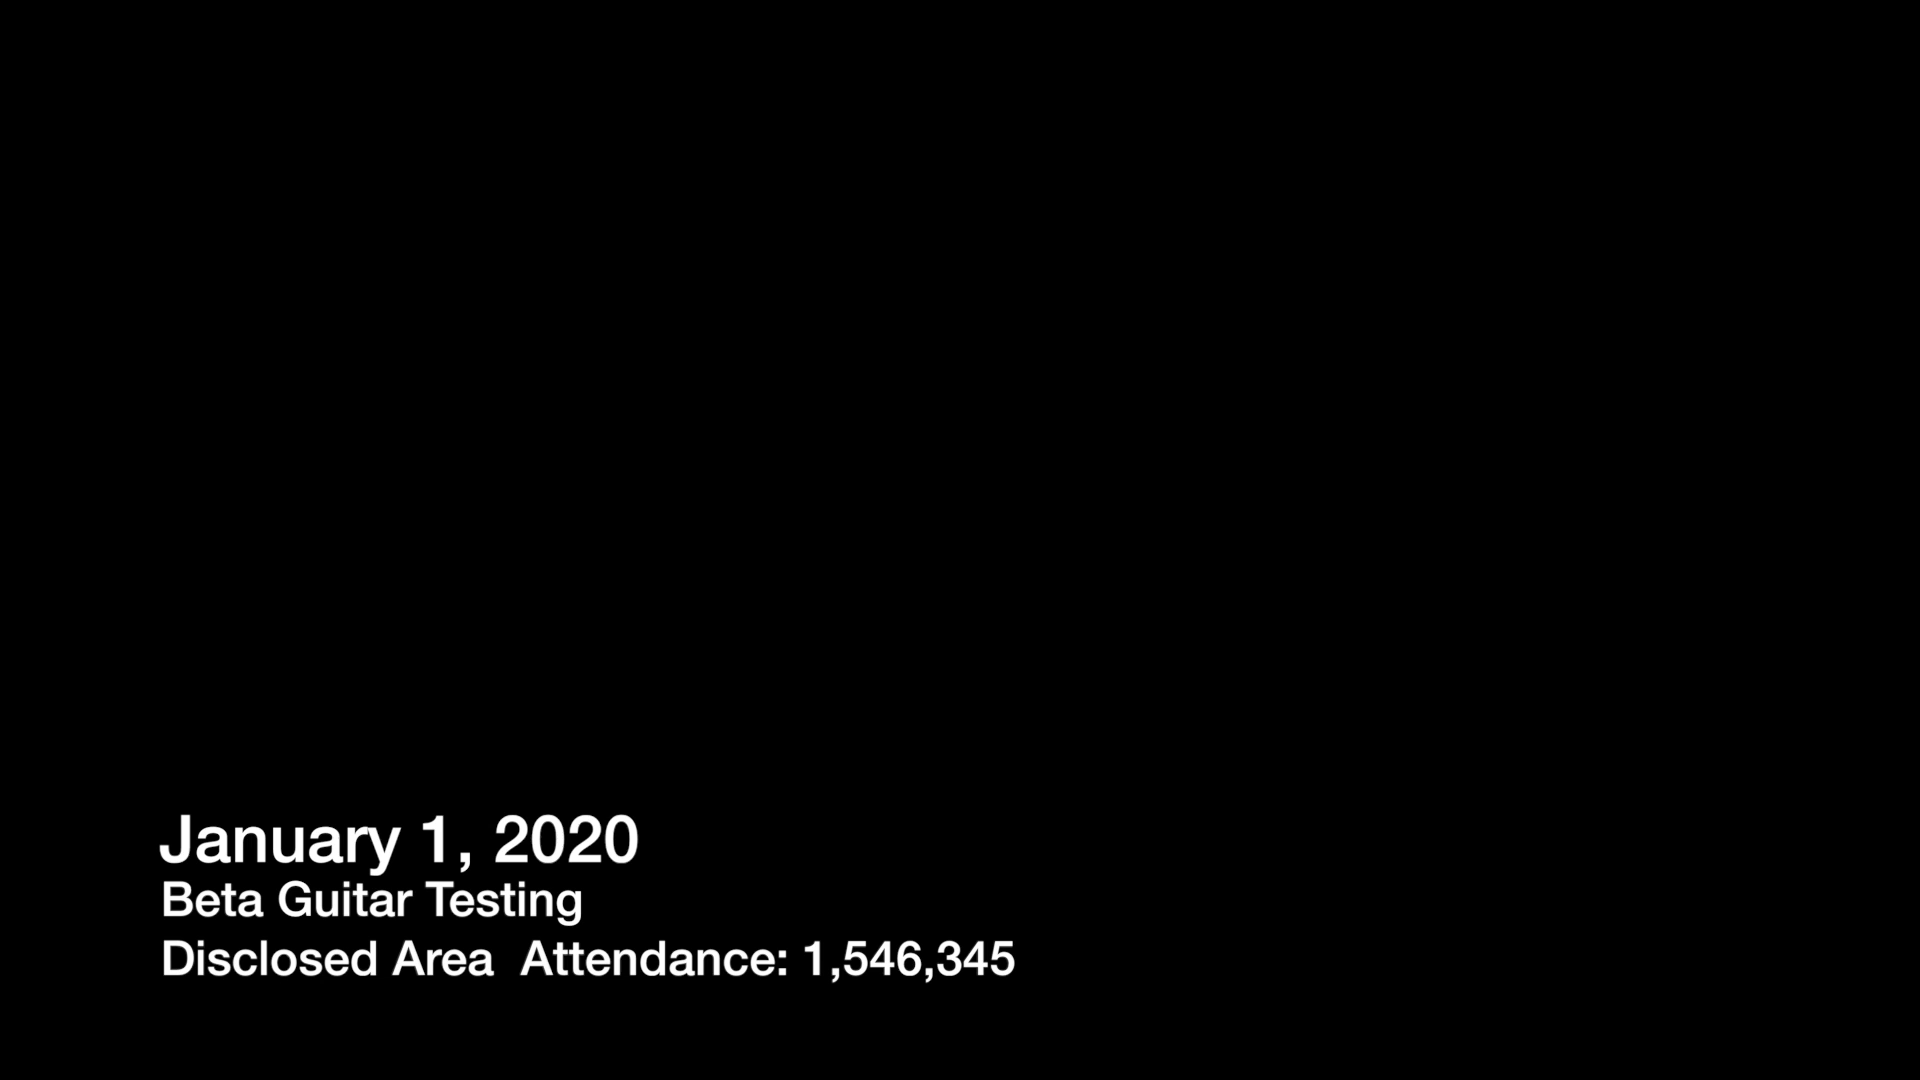 January 1, 2020
Beta Guitar Testing
Disclosed Area  Attendance: 1,546,345